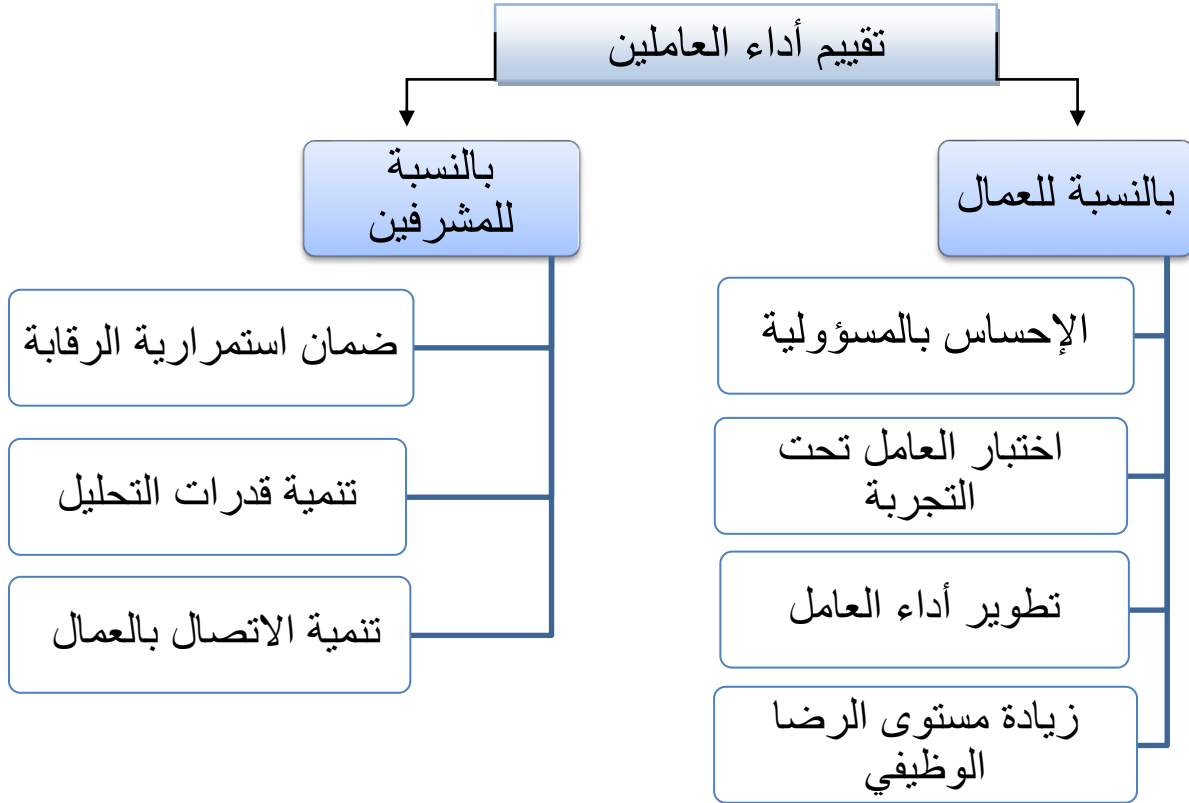 تقييم أداء العاملين
بالنسبة للعمال
الإحساس بالمسؤولية
اختبار العامل تحت
التجربة
تطوير أداء العامل
زيادة مستوى الرضا
الوظيفي
بالنسبة
للمشرفين
ضمان استمرارية الرقابة
تنمية قدرات التحليل
تنمية الاتصال بالعمال